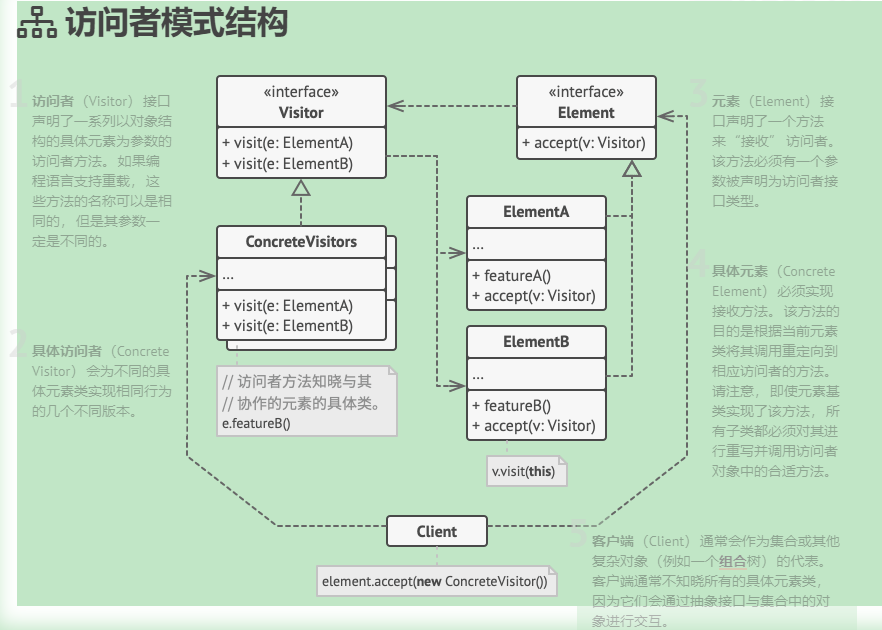 访问者模式结构
1
访问者 （Visitor） 接口
声明了一系列以对象结
构的具体元素为参数的
访问者方法。 如果编
程语言支持重载， 这
些方法的名称可以是相
同的， 但是其参数一
定是不同的。
2
具体访问者 （Concrete
Visitor） 会为不同的具
体元素类实现相同行为
的几个不同版本。
«interface»
Visitor
+ visit(e: ElementA)
+ visit(e: ElementB)
ConcreteVisitors
...
+ visit(e: ElementA)
+ visit(e: ElementB)
// 访问者方法知晓与其
// 协作的元素的具体类。
e.featureB()
«interface»
Element
+ accept(v: Visitor)
ElementA
...
+ featureA()
+ accept(v: Visitor)
ElementB
...
+ featureB()
+ accept(v: Visitor)
v.visit(this)
3
元素 （Element） 接
口声明了一个方法
来 “接收” 访问者。
该方法必须有一个参
数被声明为访问者接
口类型。
4
具体元素 （Concrete
Element） 必须实现
接收方法。 该方法的
目的是根据当前元素
类将其调用重定向到
相应访问者的方法。
请注意， 即使元素基
类实现了该方法， 所
有子类都必须对其进
行重写并调用访问者
对象中的合适方法。
Client
element.accept(new ConcreteVisitor())
5
客户端 （Client） 通常会作为集合或其他
复杂对象 （例如一个组合树） 的代表。
客户端通常不知晓所有的具体元素类，
因为它们会通过抽象接口与集合中的对
象进行交互。